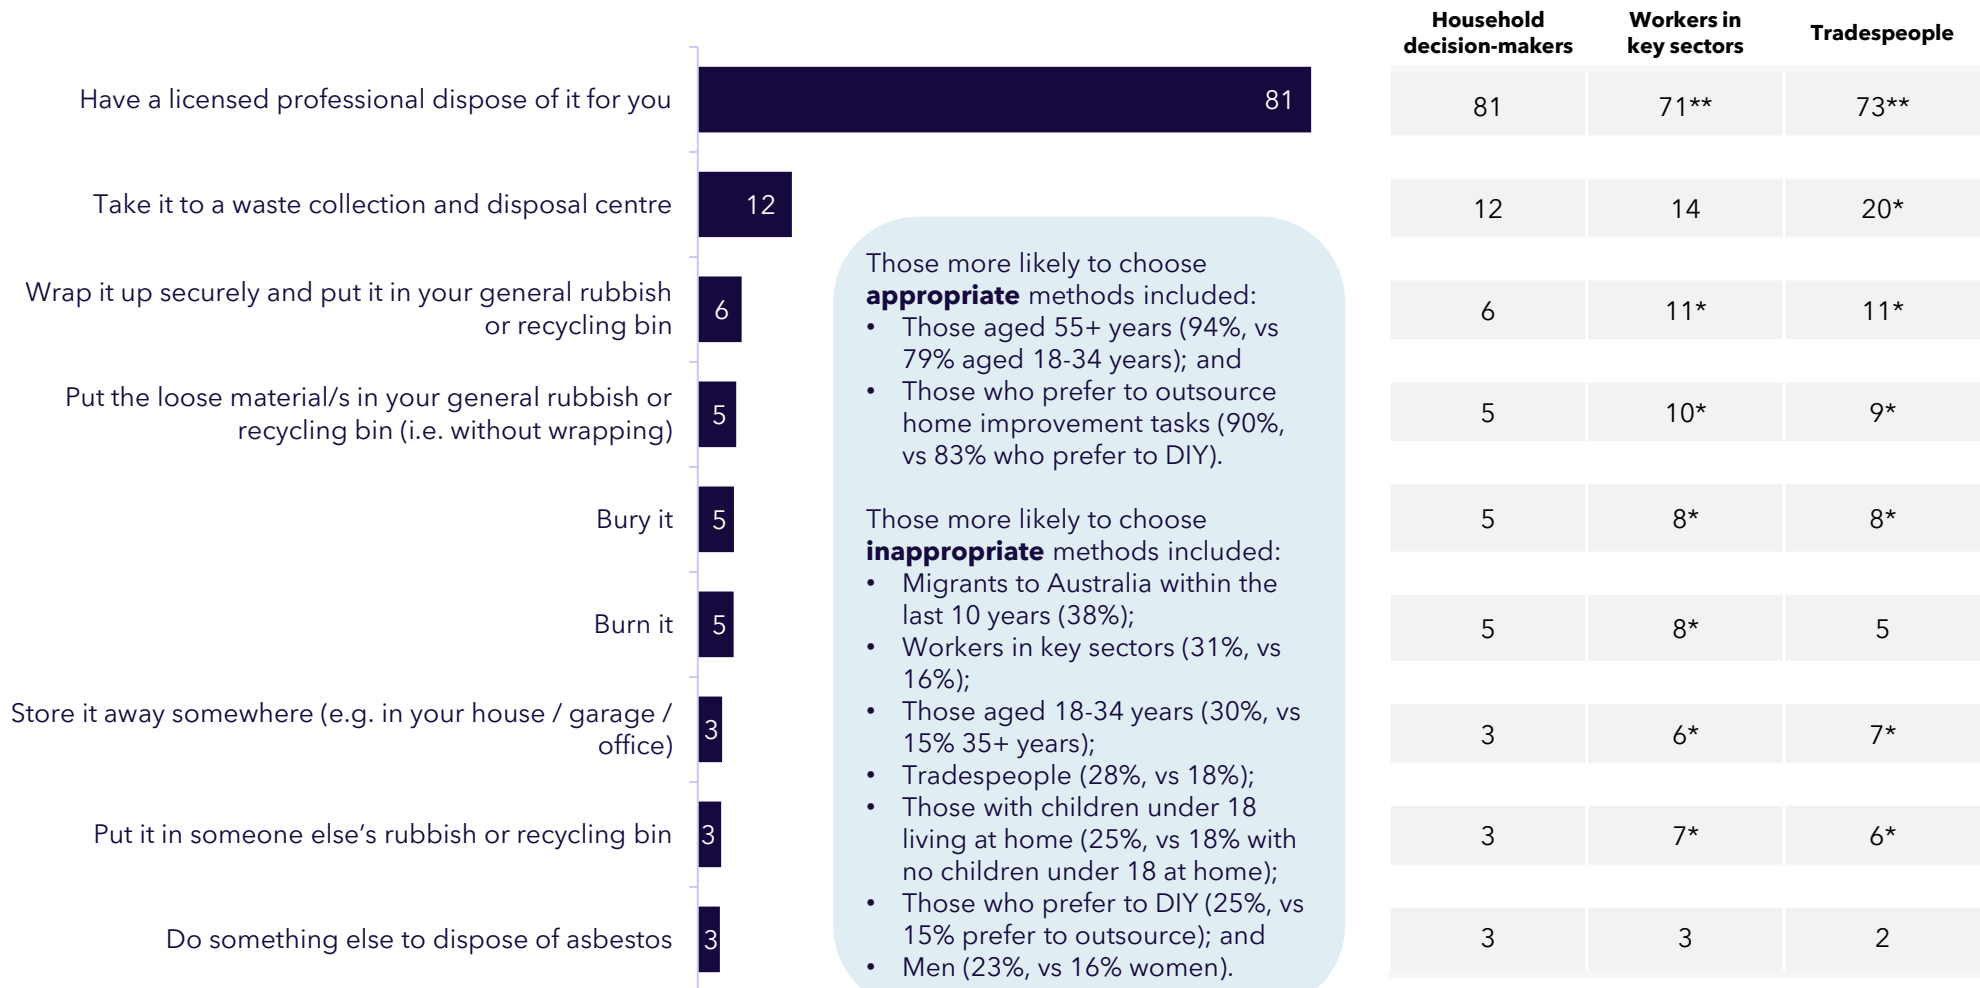 Household
decision-makers
Workers in
key sectors
Tradespeople
Have a licensed professional dispose of it for you
81
81
71**
73**
Take it to a waste collection and disposal centre
12
12
14
20*
Wrap it up securely and put it in your general rubbish
or recycling bin
6
6
11*
11*
Put the loose material/s in your general rubbish or
recycling bin (i.e. without wrapping)
5
5
10*
9*
Bury it
5
5
8*
8*
Burn it
5
5
8*
5
Store it away somewhere (e.g. in your house / garage /
office)
3
3
6*
7*
Put it in someone else's rubbish or recycling bin
3
3
7*
6*
Do something else to dispose of asbestos
3
3
3
2
Those more likely to choose
appropriate methods included:
• Those aged 55+ years (94%, vs
79% aged 18-34 years); and
• Those who prefer to outsource
home improvement tasks (90%,
vs 83% who prefer to DIY).
Those more likely to choose
inappropriate methods included:
• Migrants to Australia within the
last 10 years (38%);
• Workers in key sectors (31%, vs
16%);
• Those aged 18-34 years (30%, vs
15% 35+ years);
• Tradespeople (28%, vs 18%);
• Those with children under 18
living at home (25%, vs 18% with
no children under 18 at home);
• Those who prefer to DIY (25%, vs
15% prefer to outsource); and
• Men (23%, vs 16% women).